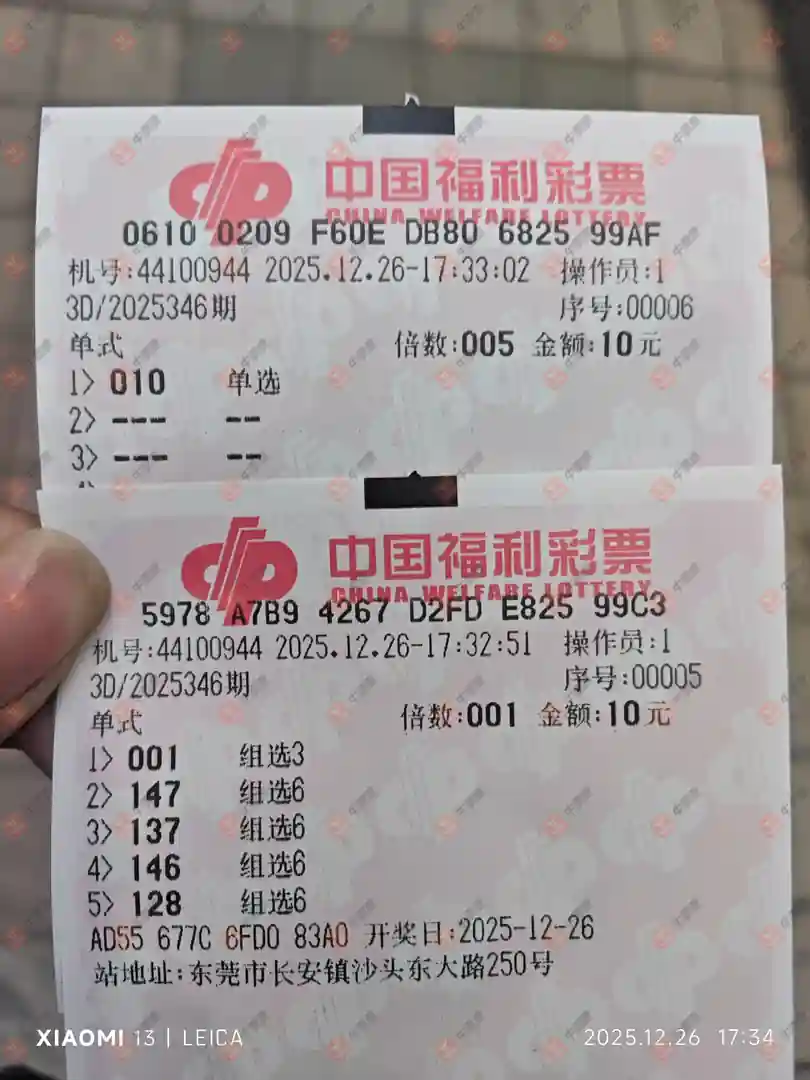 中国福利彩票
CHINA WELFARE LOTTERY
0610 0209 F60E DB80 6825 99AF
机号:44100944 2025.12.26-17:33:02 操作员:1
3D/2025346期 序号:00006
单式 倍数:005 金额:10元
1> 010 单选
2> --- --
3> --- --
中国福利彩票
CHINA WELFARE LOTTERY
5978 A7B9 4267 D2FD E825 99C3
机号:44100944 2025.12.26-17:32:51 操作员:1
3D/2025346期 序号:00005
单式 倍数:001 金额:10元
1> 001 组选3
2> 147 组选6
3> 137 组选6
4> 146 组选6
5> 128 组选6
AD55 677C 6FD0 83A0 开奖日:2025-12-26
站地址:东莞市长安镇沙头东大路250号
XIAOMI 13 | LEICA 2025.12.26 17:34